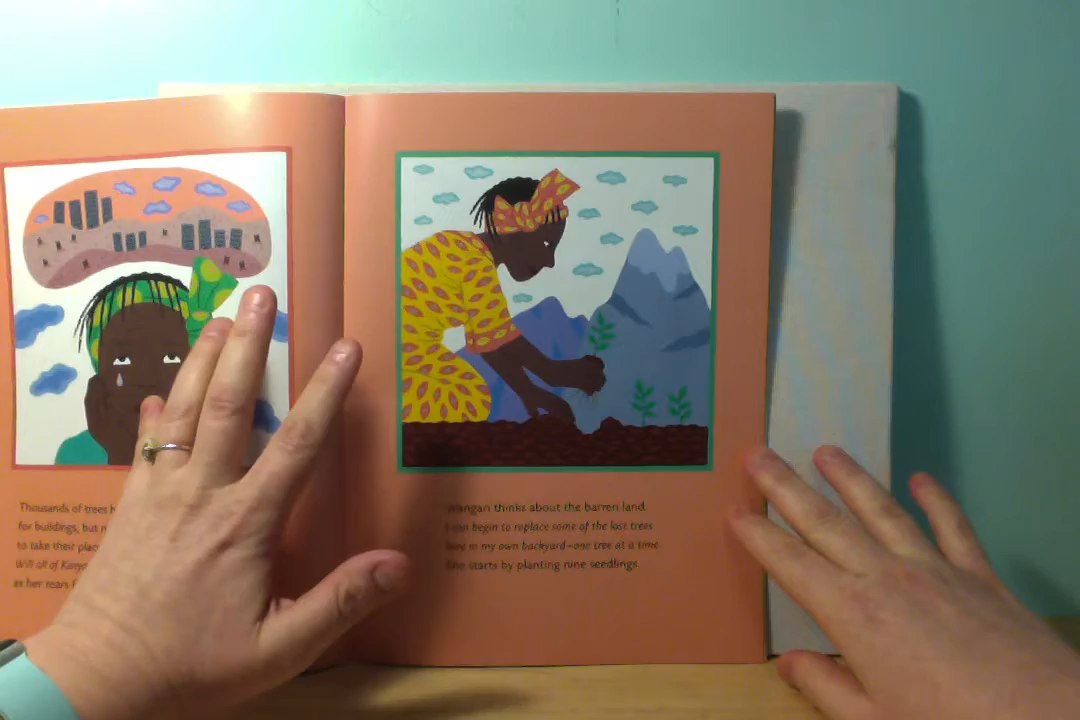 Thousands of trees
for buildings, but
to take their
Will all of
as her tears
Wangari thinks about the barren land.
I can begin to replace some of the lost trees
here in my own backyard—one tree at a time.
She starts by planting nine seedlings.